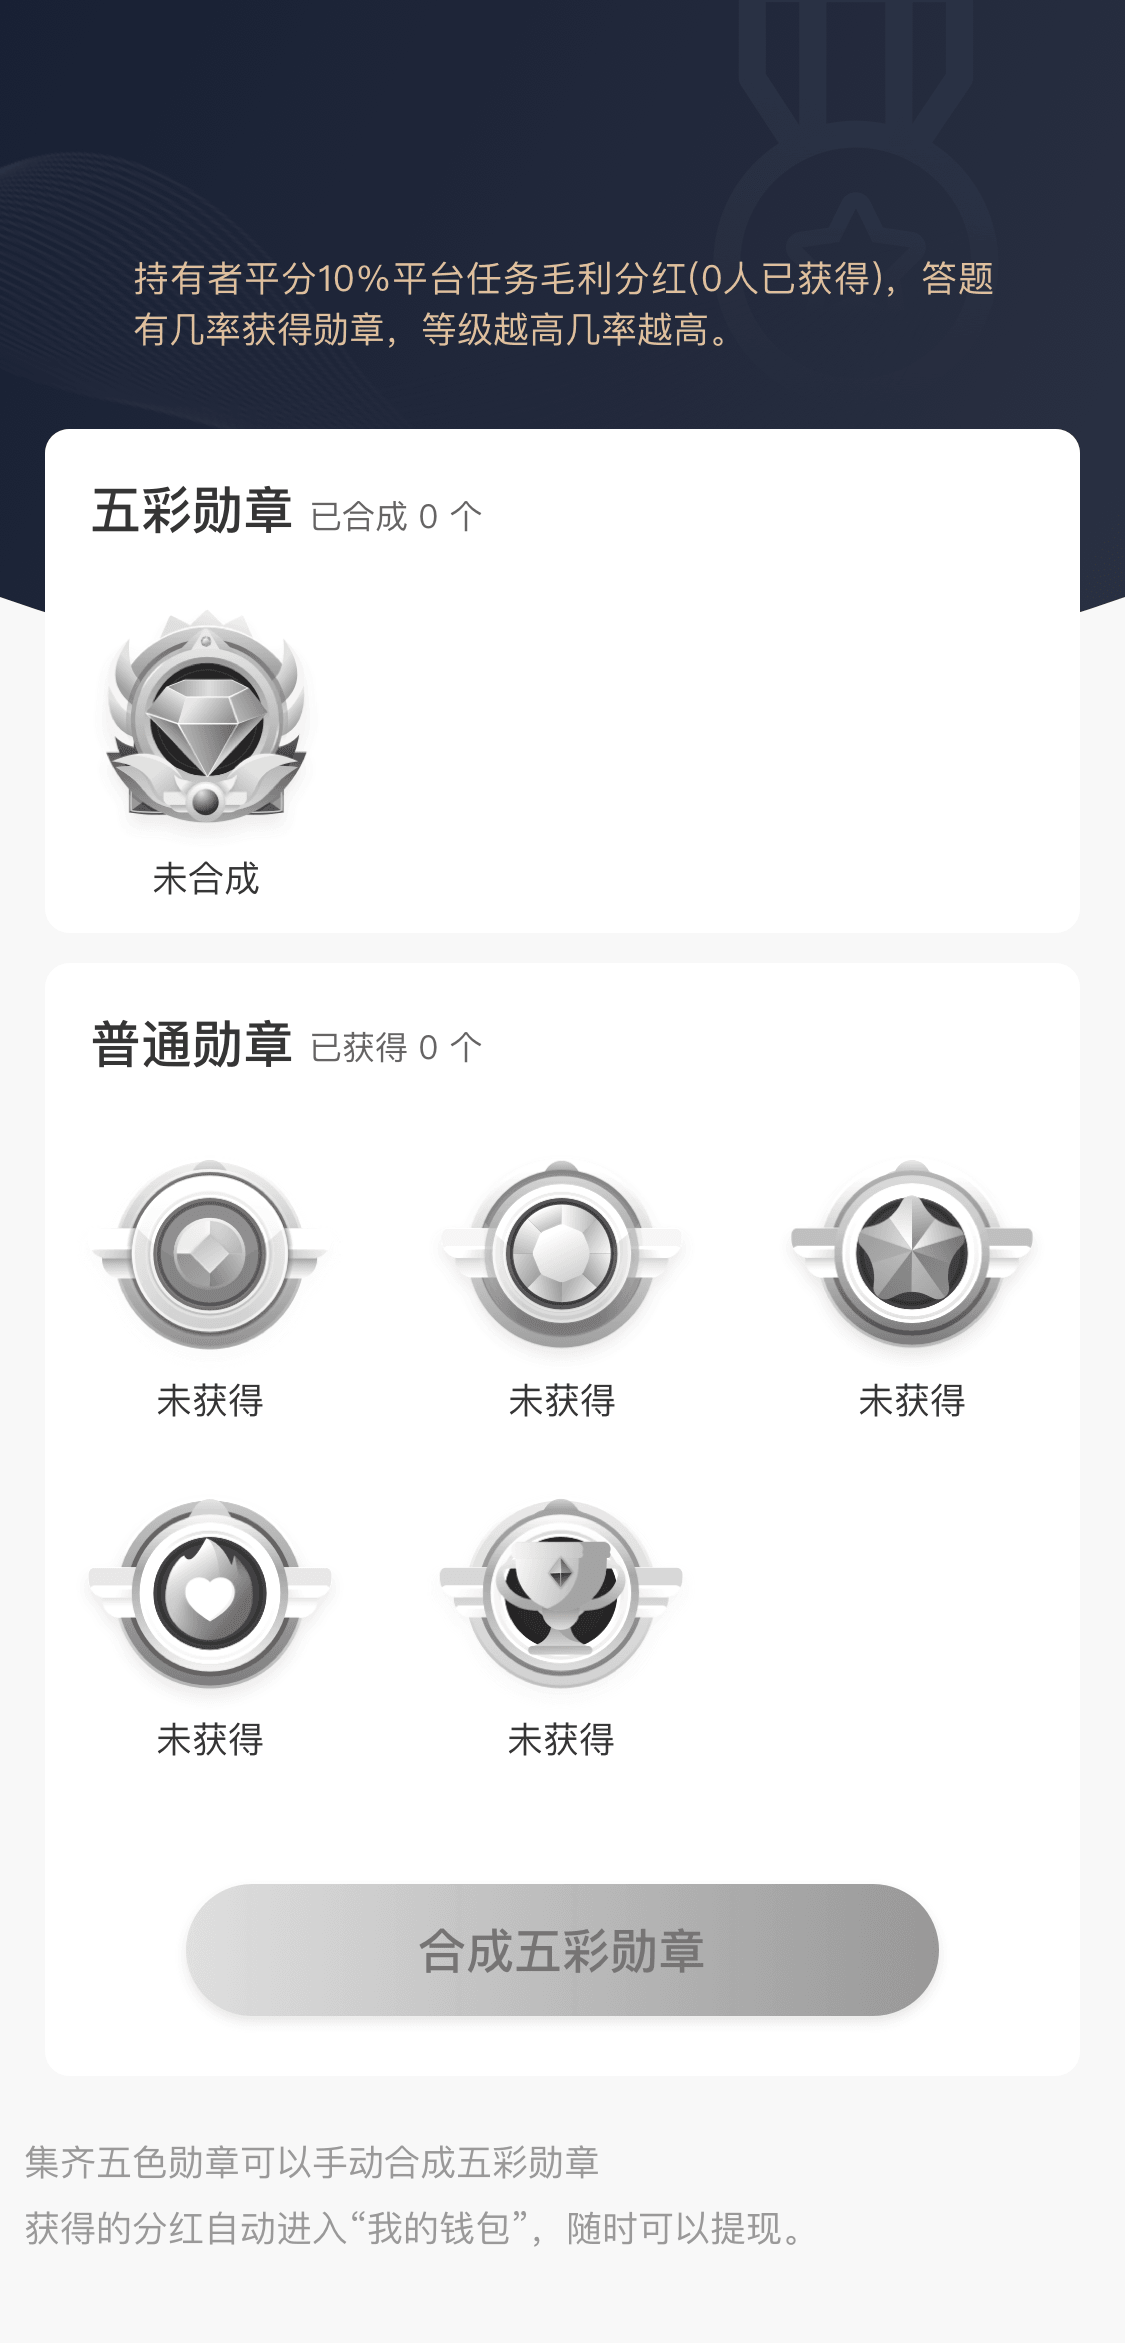 持有者平分10%平台任务毛利分红(0人已获得)，答题
有几率获得勋章，等级越高几率越高。
五彩勋章 已合成 0 个
未合成
普通勋章 已获得 0 个
未获得 未获得 未获得
未获得 未获得
合成五彩勋章
集齐五色勋章可以手动合成五彩勋章
获得的分红自动进入“我的钱包”，随时可以提现。